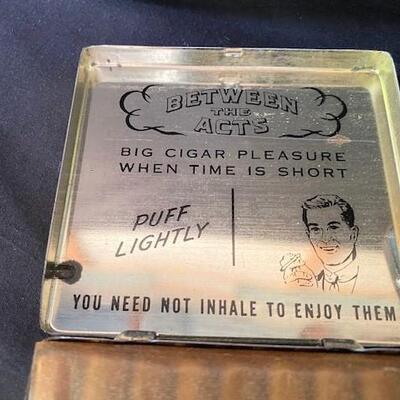 BETWEEN
THE
ACTS
BIG CIGAR PLEASURE
WHEN TIME IS SHORT
PUFF
LIGHTLY
YOU NEED NOT INHALE TO ENJOY THEM